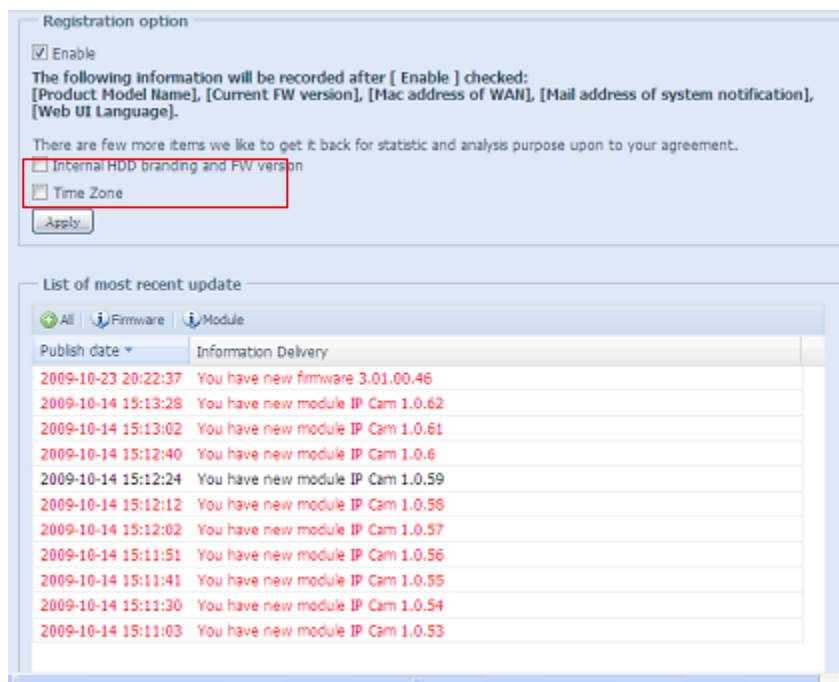 Registration option
Enable
The following information will be recorded after [ Enable ] checked:
[Product Model Name], [Current FW version], [Mac address of WAN], [Mail address of system notification],
[Web UI Language].
There are few more items we like to get it back for statistic and analysis purpose upon to your agreement.
Internal HDD branding and FW version
Time Zone
Apply
List of most recent update
All Firmware Module
Publish date Information Delivery
2009-10-23 20:22:37 You have new firmware 3.01.00.46
2009-10-14 15:13:28 You have new module IP Cam 1.0.62
2009-10-14 15:13:02 You have new module IP Cam 1.0.61
2009-10-14 15:12:40 You have new module IP Cam 1.0.6
2009-10-14 15:12:24 You have new module IP Cam 1.0.59
2009-10-14 15:12:12 You have new module IP Cam 1.0.58
2009-10-14 15:12:02 You have new module IP Cam 1.0.57
2009-10-14 15:11:51 You have new module IP Cam 1.0.56
2009-10-14 15:11:41 You have new module IP Cam 1.0.55
2009-10-14 15:11:30 You have new module IP Cam 1.0.54
2009-10-14 15:11:03 You have new module IP Cam 1.0.53